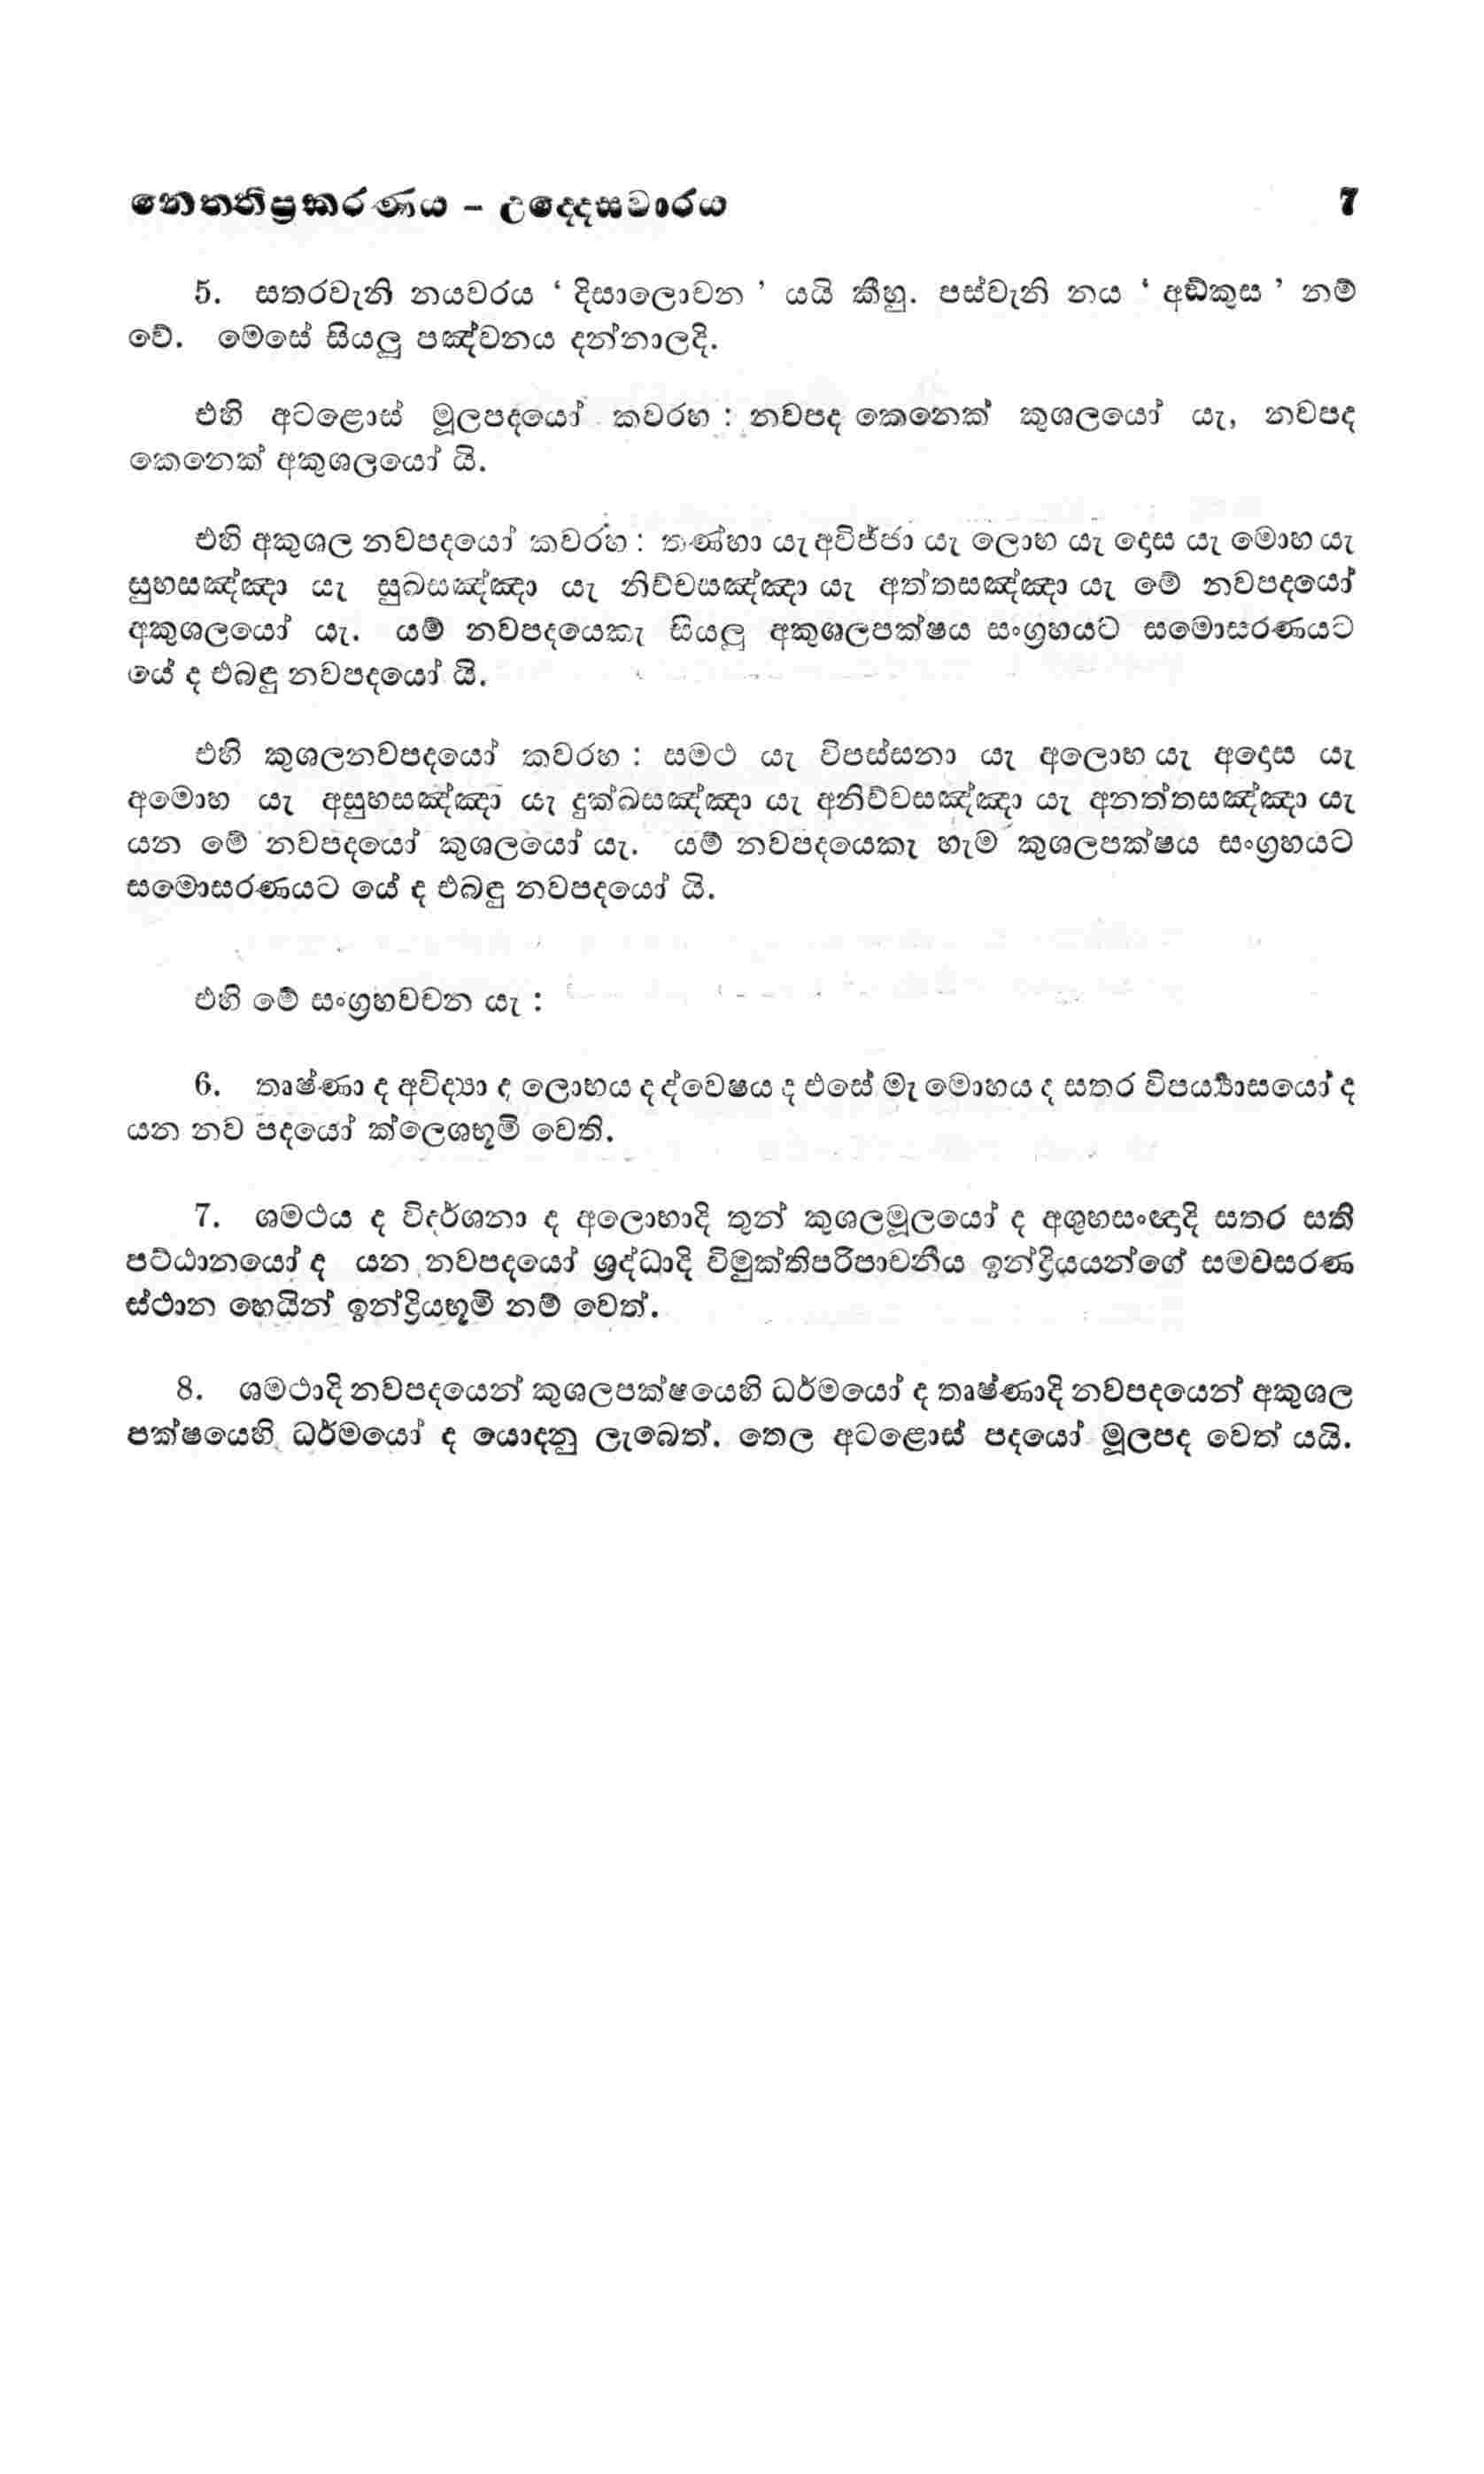 නෙත‍්තිප්‍රකරණය – උද‍්දෙසවාරය 7
5. සතරවැනි නයවරය ‘ දිසාලොචන ’ යයි කීහු. පස්වැනි නය ‘ අඞ්කුස ’ නම්
වේ. මෙසේ සියලු පඤ්චනය දන්නාලදි.
එහි අටළොස් මූලපදයෝ කවරහ : නවපද කෙනෙක් කුශලයෝ යැ, නවපද
කෙනෙක් අකුශලයෝ යි.
එහි අකුශල නවපදයෝ කවරහ : තණ්හා යැ අවිජ්ජා යැ ලොභ යැ දොස යැ මොහ යැ
සුභසඤ්ඤා යැ සුඛසඤ්ඤා යැ නිච්චසඤ්ඤා යැ අත්තසඤ්ඤා යැ මේ නවපදයෝ
අකුශලයෝ යැ. යම් නවපදයෙකැ සියලු අකුශලපක්ෂය සංග්‍රහයට සමොසරණයට
යේ ද එබඳු නවපදයෝ යි.
එහි කුශලනවපදයෝ කවරහ : සමථ යැ විපස්සනා යැ අලොභ යැ අදොස යැ
අමොහ යැ අසුභසඤ්ඤා යැ දුක්ඛසඤ්ඤා යැ අනිච්චසඤ්ඤා යැ අනත්තසඤ්ඤා යැ
යන මේ නවපදයෝ කුශලයෝ යැ. යම් නවපදයෙකැ හැම කුශලපක්ෂය සංග්‍රහයට
සමොසරණයට යේ ද එබඳු නවපදයෝ යි.
එහි මේ සංග්‍රහවචන යැ :
6. තෘෂ්ණා ද අවිද්‍යා ද ලොභය ද ද්වෙෂය ද එසේ මැ මොහය ද සතර විපර්‍ය්‍යාසයෝ ද
යන නව පදයෝ ක්ලෙශභූමි වෙති.
7. ශමථය ද විදර්ශනා ද අලොභාදි තුන් කුශලමූලයෝ ද අශුභසංඥාදි සතර සති
පට්ඨානයෝ ද යන නවපදයෝ ශ්‍රද්ධාදි විමුක්තිපරිපාචනීය ඉන්ද්‍රියයන්ගේ සමවසරණ
ස්ථාන හෙයින් ඉන්ද්‍රියභූමි නම් වෙත්.
8. ශමථාදි නවපදයෙන් කුශලපක්ෂයෙහි ධර්මයෝ ද තෘෂ්ණාදි නවපදයෙන් අකුශල
පක්ෂයෙහි ධර්මයෝ ද යොදනු ලැබෙත්. තෙල අටළොස් පදයෝ මූලපද වෙත් යයි.